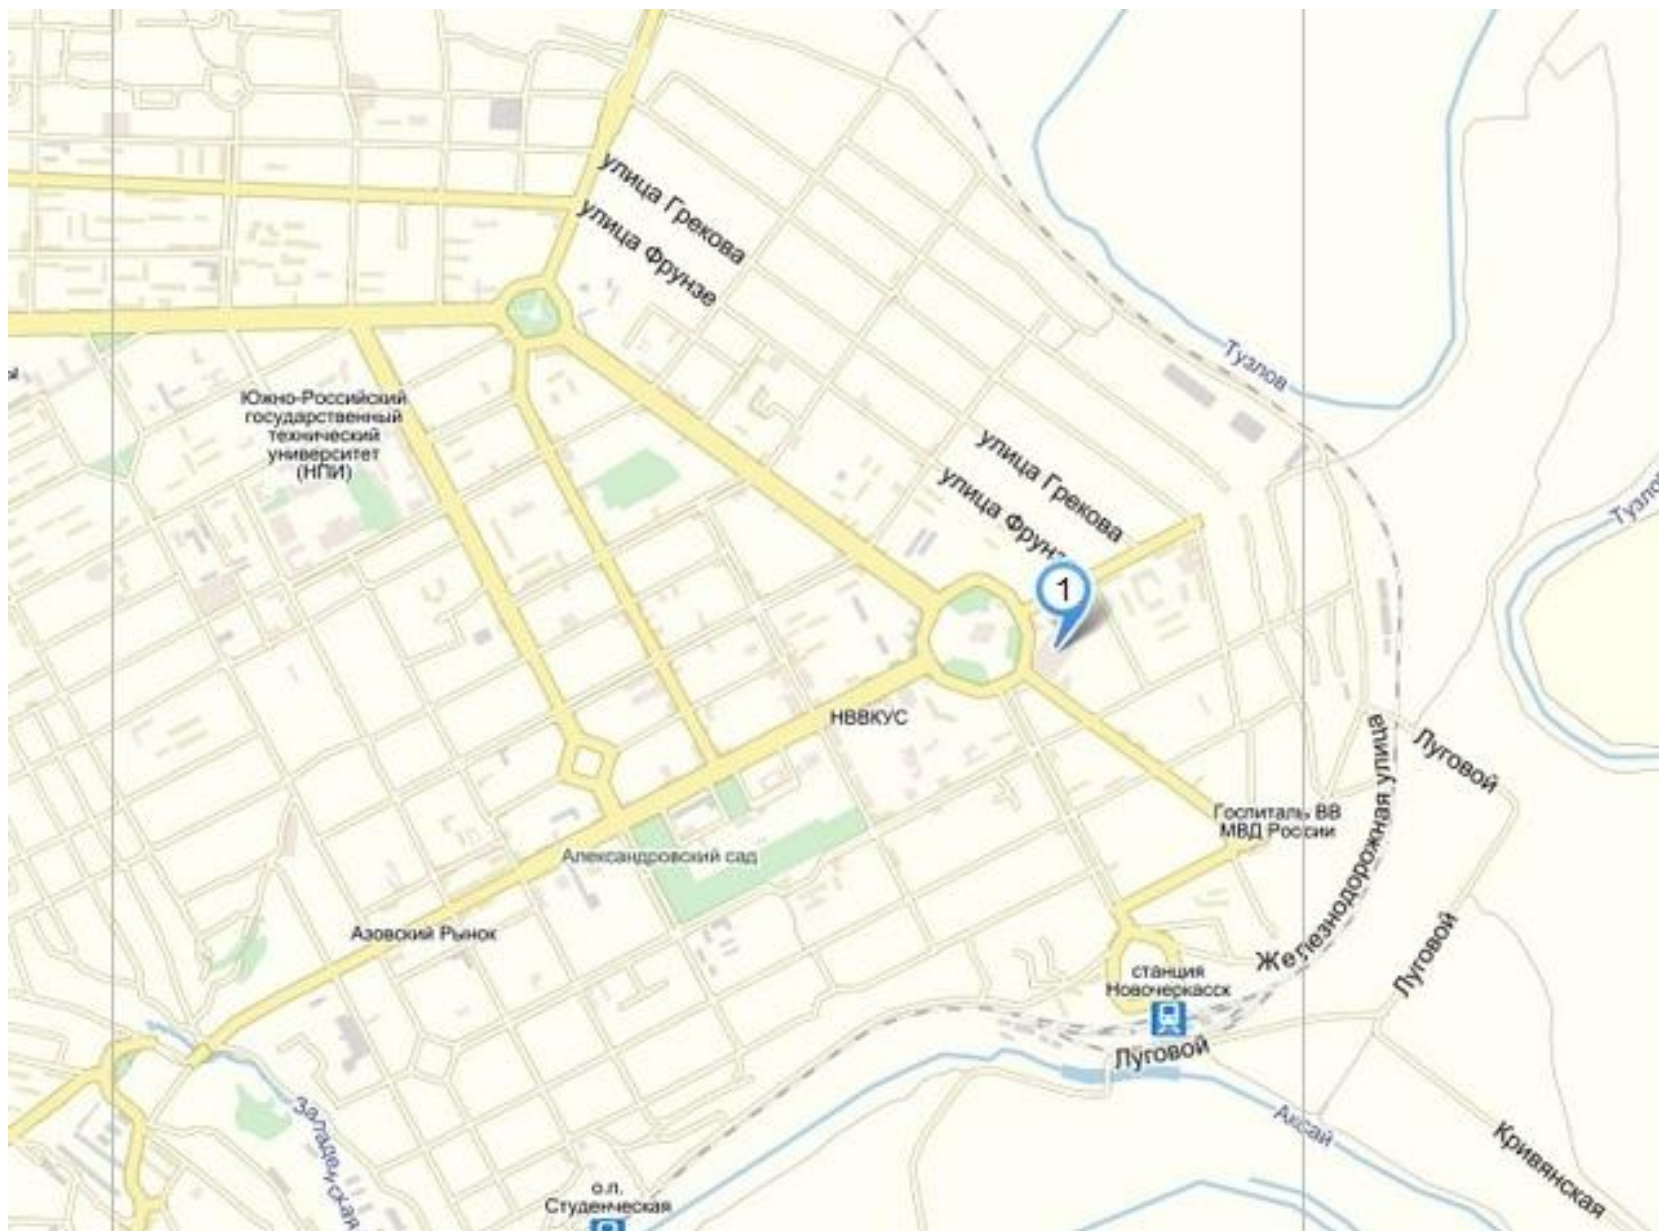 улица Грекова
улица Фрунзе
Тузлов
ы
Южно-Российский
государственный
технический
университет
(НПИ)
улица Грекова
улица
Тузлов
1
НВВКУС
Железнодорожная улица
Луговой
Госпиталь ВВ
МВД России
Александровский сад
Азовский Рынок
Луговой
станция
Новочеркасск
Луговой
Аксай
Кривянская
о.п.
Студенческая